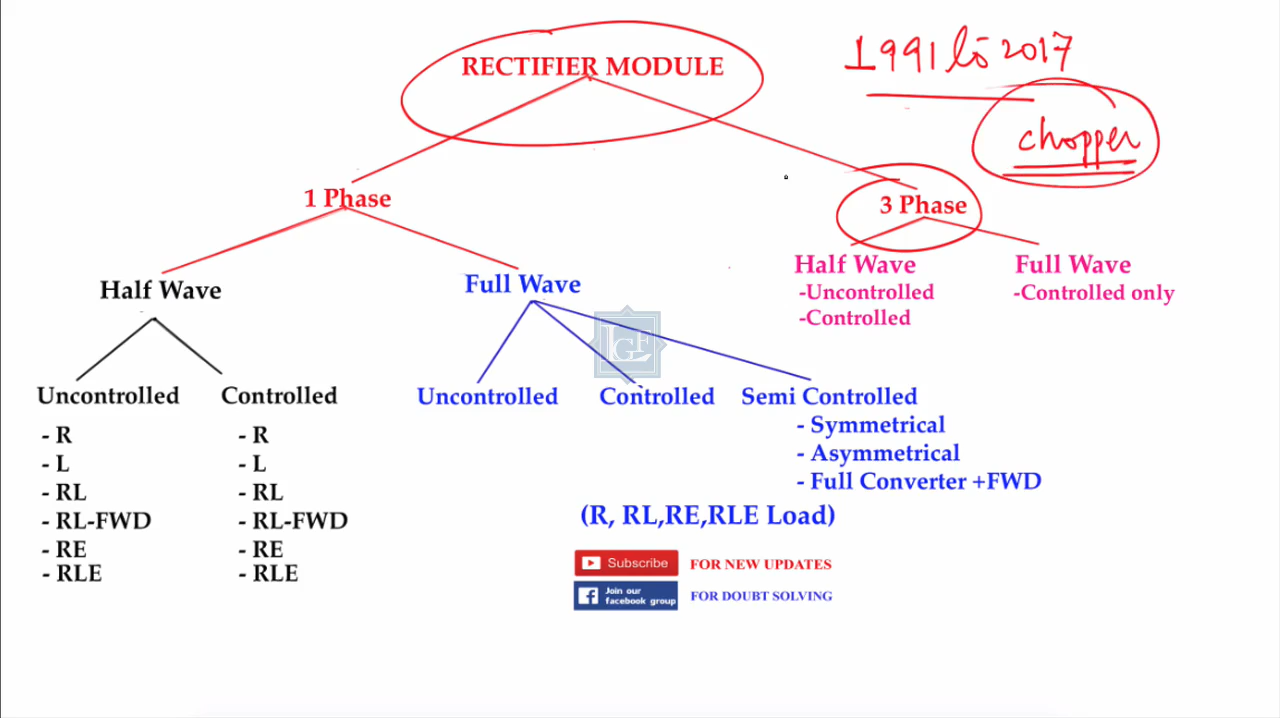 RECTIFIER MODULE
1991 to 2017
chopper
1 Phase
3 Phase
Half Wave
Full Wave
Half Wave
-Uncontrolled
-Controlled
Full Wave
-Controlled only
Uncontrolled
- R
- L
- RL
- RL-FWD
- RE
- RLE
Controlled
- R
- L
- RL
- RL-FWD
- RE
- RLE
Uncontrolled
Controlled
Semi Controlled
- Symmetrical
- Asymmetrical
- Full Converter +FWD
(R, RL,RE,RLE Load)
Subscribe
FOR NEW UPDATES
Join our
facebook group
FOR DOUBT SOLVING
LGF